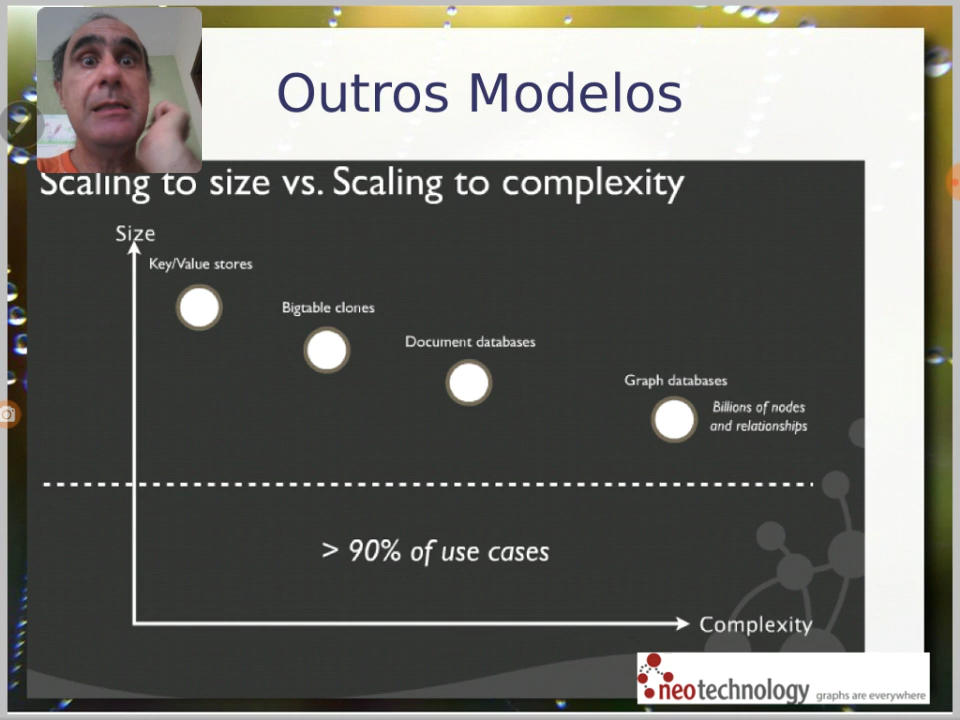 Outros Modelos
Scaling to size vs. Scaling to complexity
Size
Key/Value stores
Bigtable clones
Document databases
Graph databases
Billions of nodes
and relationships
> 90% of use cases
Complexity
neotechnology graphs are everywhere